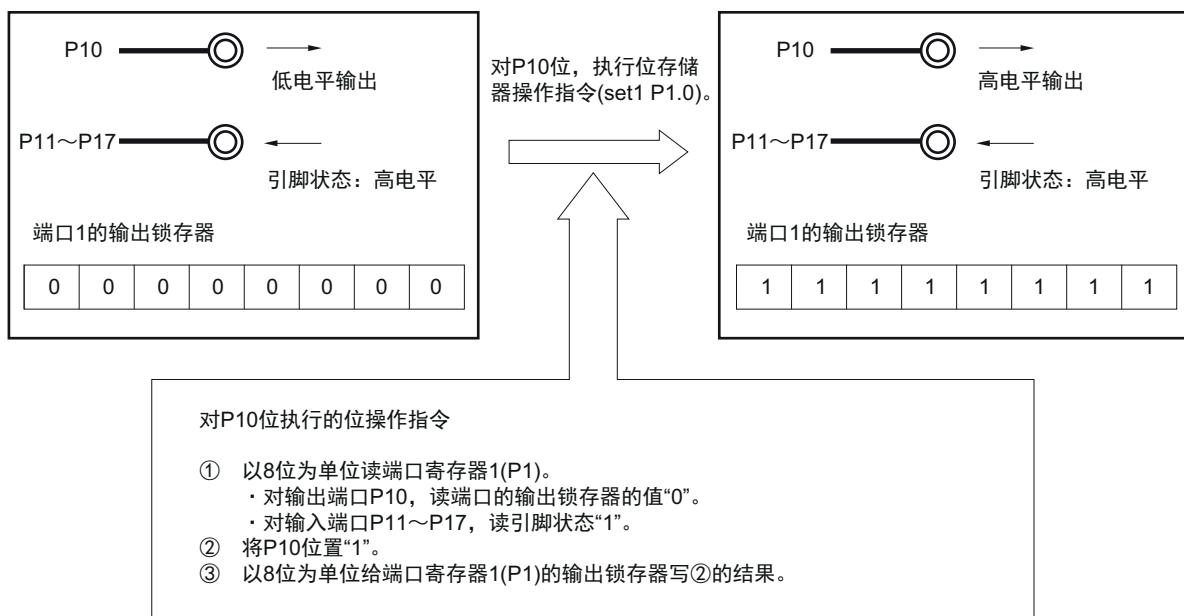 P10
低电平输出
P11～P17
引脚状态：高电平
端口1的输出锁存器
0 0 0 0 0 0 0 0
对P10位，执行位存储
器操作指令(set1 P1.0)。
P10
高电平输出
P11～P17
引脚状态：高电平
端口1的输出锁存器
1 1 1 1 1 1 1 1
对P10位执行的位操作指令
① 以8位为单位读端口寄存器1(P1)。
・对输出端口P10，读端口的输出锁存器的值“0”。
・对输入端口P11～P17，读引脚状态“1”。
② 将P10位置“1”。
③ 以8位为单位给端口寄存器1(P1)的输出锁存器写②的结果。